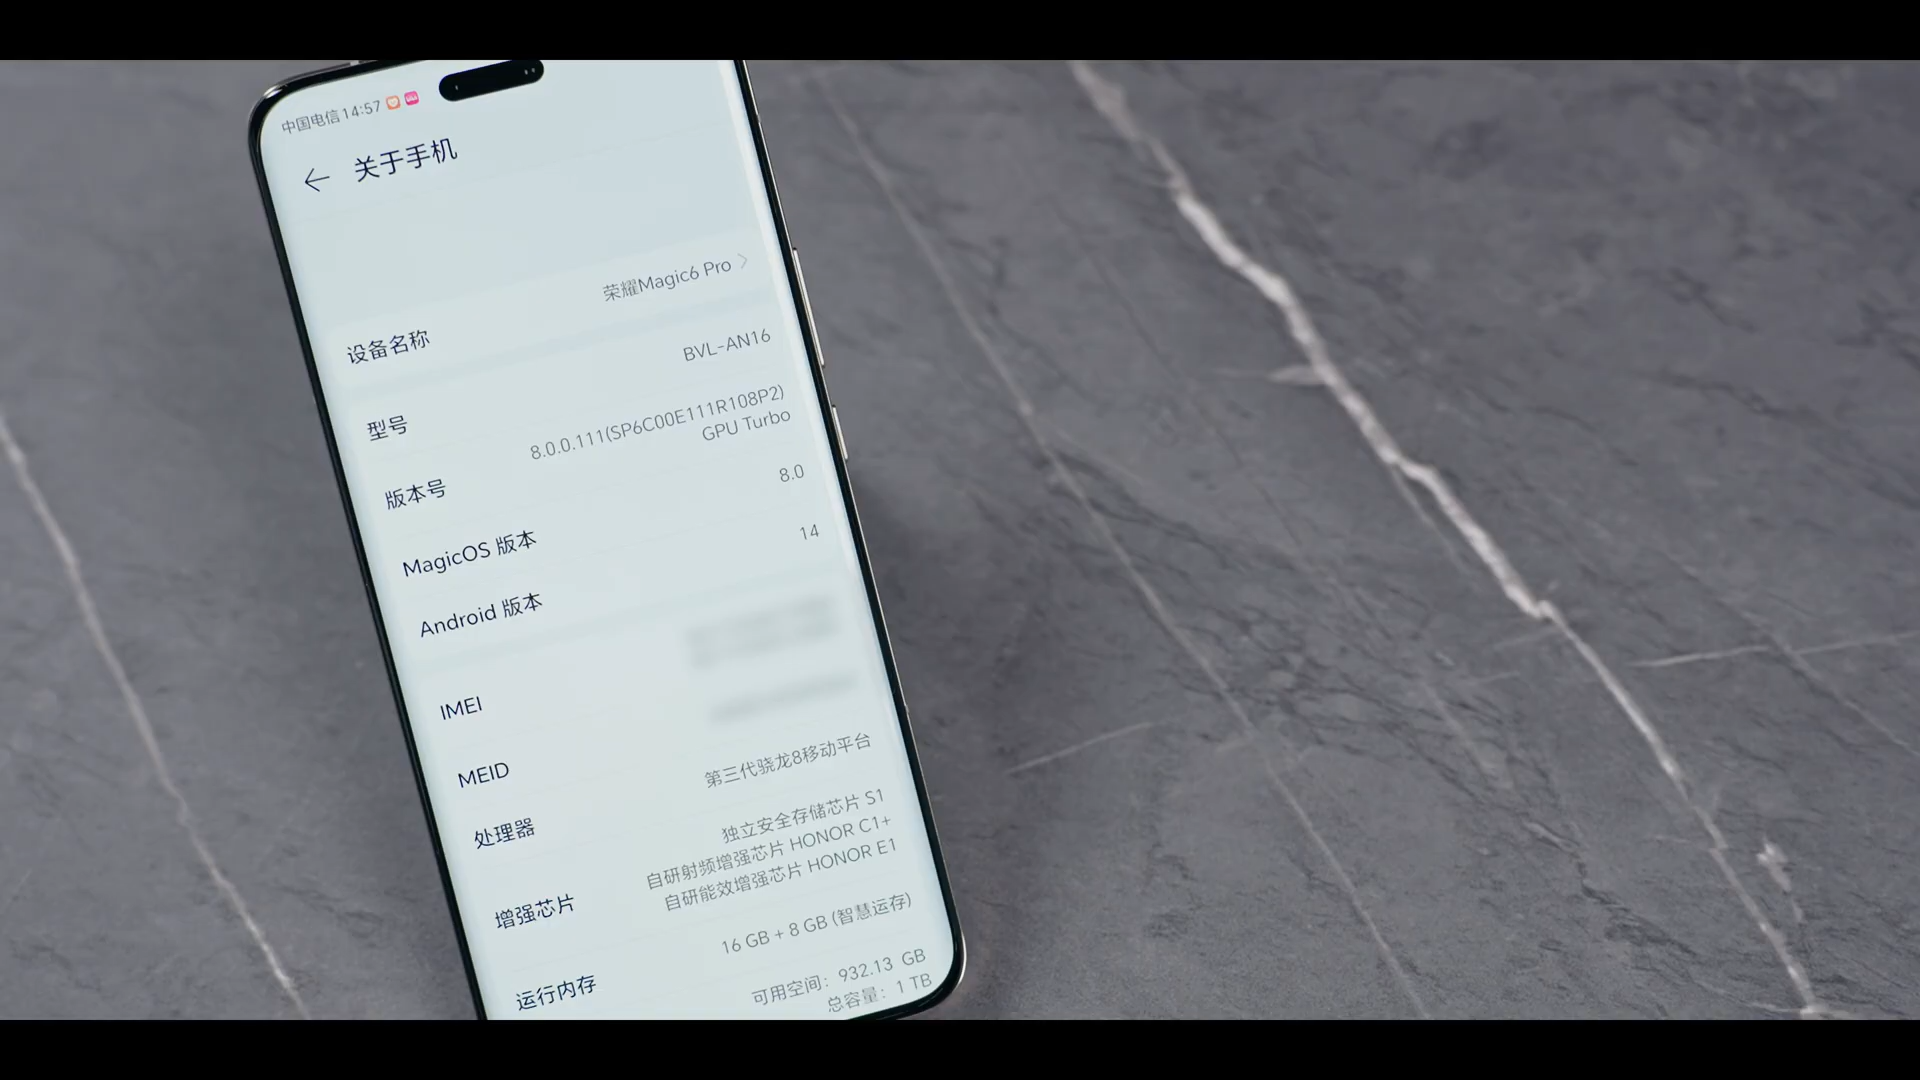 中国电信14:57
关于手机
设备名称
荣耀Magic6 Pro
型号
BVL-AN16
版本号
8.0.0.111(SP6C00E111R108P2)
GPU Turbo
MagicOS 版本
8.0
Android 版本
14
IMEI
MEID
处理器
第三代骁龙8移动平台
增强芯片
独立安全存储芯片 S1
自研射频增强芯片 HONOR C1+
自研能效增强芯片 HONOR E1
运行内存
16 GB + 8 GB (智慧运存)
可用空间：932.13 GB
总容量：1 TB